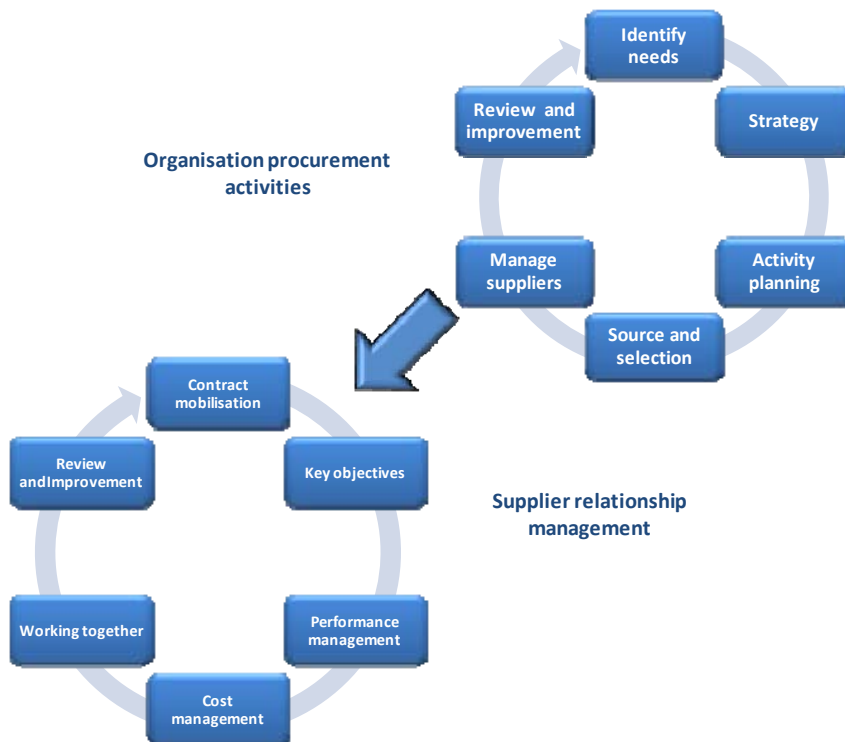 Identify
needs
Strategy
Activity
planning
Source and
selection
Manage
suppliers
Review and
improvement
Organisation procurement
activities
Contract
mobilisation
Key objectives
Performance
management
Cost
management
Working together
Review
andImprovement
Supplier relationship
management